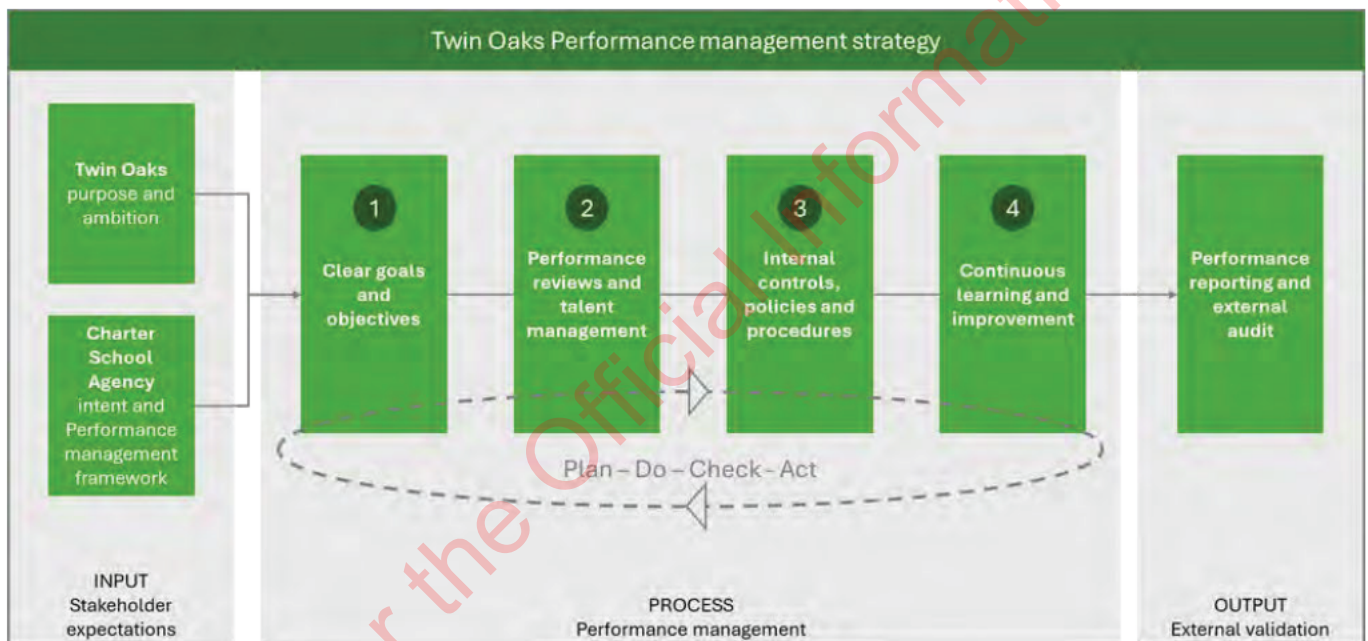 Twin Oaks Performance management strategy
Twin Oaks
purpose and
ambition
Charter
School
Agency
intent and
Performance
management
framework
1
Clear goals
and
objectives
2
Performance
reviews and
talent
management
3
Internal
controls,
policies and
procedures
4
Continuous
learning and
improvement
Performance
reporting and
external
audit
Plan – Do – Check - Act
INPUT
Stakeholder
expectations
PROCESS
Performance management
OUTPUT
External validation
the Official